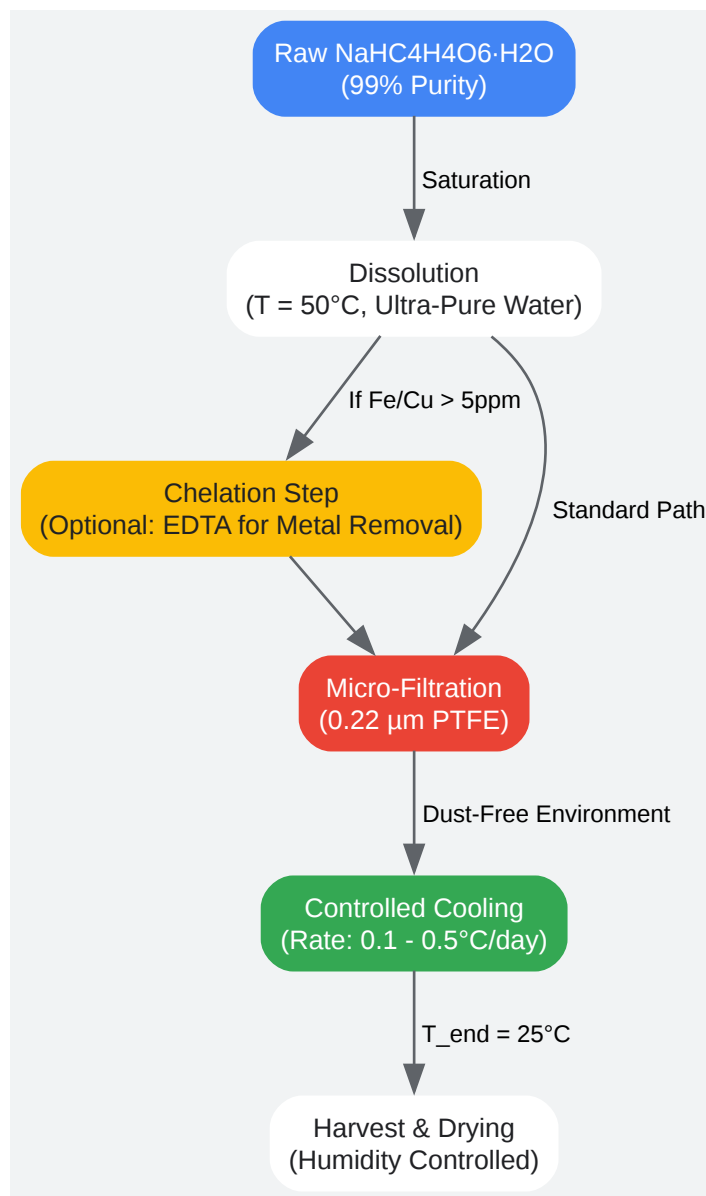 Raw NaHC4H4O6·H2O
(99% Purity)
Saturation
Dissolution
(T = 50°C, Ultra-Pure Water)
If Fe/Cu > 5ppm
Chelation Step
(Optional: EDTA for Metal Removal)
Standard Path
Micro-Filtration
(0.22 µm PTFE)
Dust-Free Environment
Controlled Cooling
(Rate: 0.1 - 0.5°C/day)
T_end = 25°C
Harvest & Drying
(Humidity Controlled)